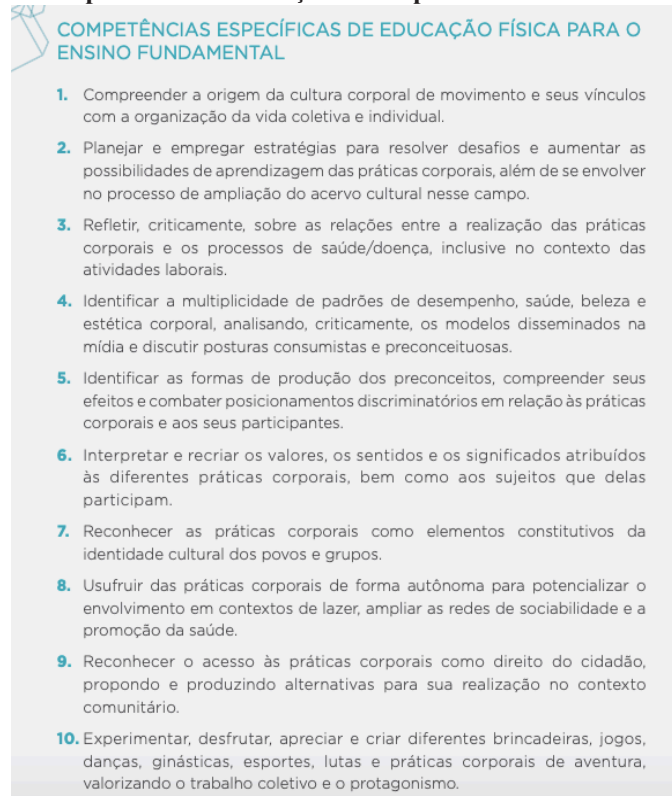 COMPETÊNCIAS ESPECÍFICAS DE EDUCAÇÃO FÍSICA PARA O
ENSINO FUNDAMENTAL
1. Compreender a origem da cultura corporal de movimento e seus vínculos
com a organização da vida coletiva e individual.
2. Planejar e empregar estratégias para resolver desafios e aumentar as
possibilidades de aprendizagem das práticas corporais, além de se envolver
no processo de ampliação do acervo cultural nesse campo.
3. Refletir, criticamente, sobre as relações entre a realização das práticas
corporais e os processos de saúde/doença, inclusive no contexto das
atividades laborais.
4. Identificar a multiplicidade de padrões de desempenho, saúde, beleza e
estética corporal, analisando, criticamente, os modelos disseminados na
mídia e discutir posturas consumistas e preconceituosas.
5. Identificar as formas de produção dos preconceitos, compreender seus
efeitos e combater posicionamentos discriminatórios em relação às práticas
corporais e aos seus participantes.
6. Interpretar e recriar os valores, os sentidos e os significados atribuídos
às diferentes práticas corporais, bem como aos sujeitos que delas
participam.
7. Reconhecer as práticas corporais como elementos constitutivos da
identidade cultural dos povos e grupos.
8. Usufruir das práticas corporais de forma autônoma para potencializar o
envolvimento em contextos de lazer, ampliar as redes de sociabilidade e a
promoção da saúde.
9. Reconhecer o acesso às práticas corporais como direito do cidadão,
propondo e produzindo alternativas para sua realização no contexto
comunitário.
10. Experimentar, desfrutar, apreciar e criar diferentes brincadeiras, jogos,
danças, ginásticas, esportes, lutas e práticas corporais de aventura,
valorizando o trabalho coletivo e o protagonismo.